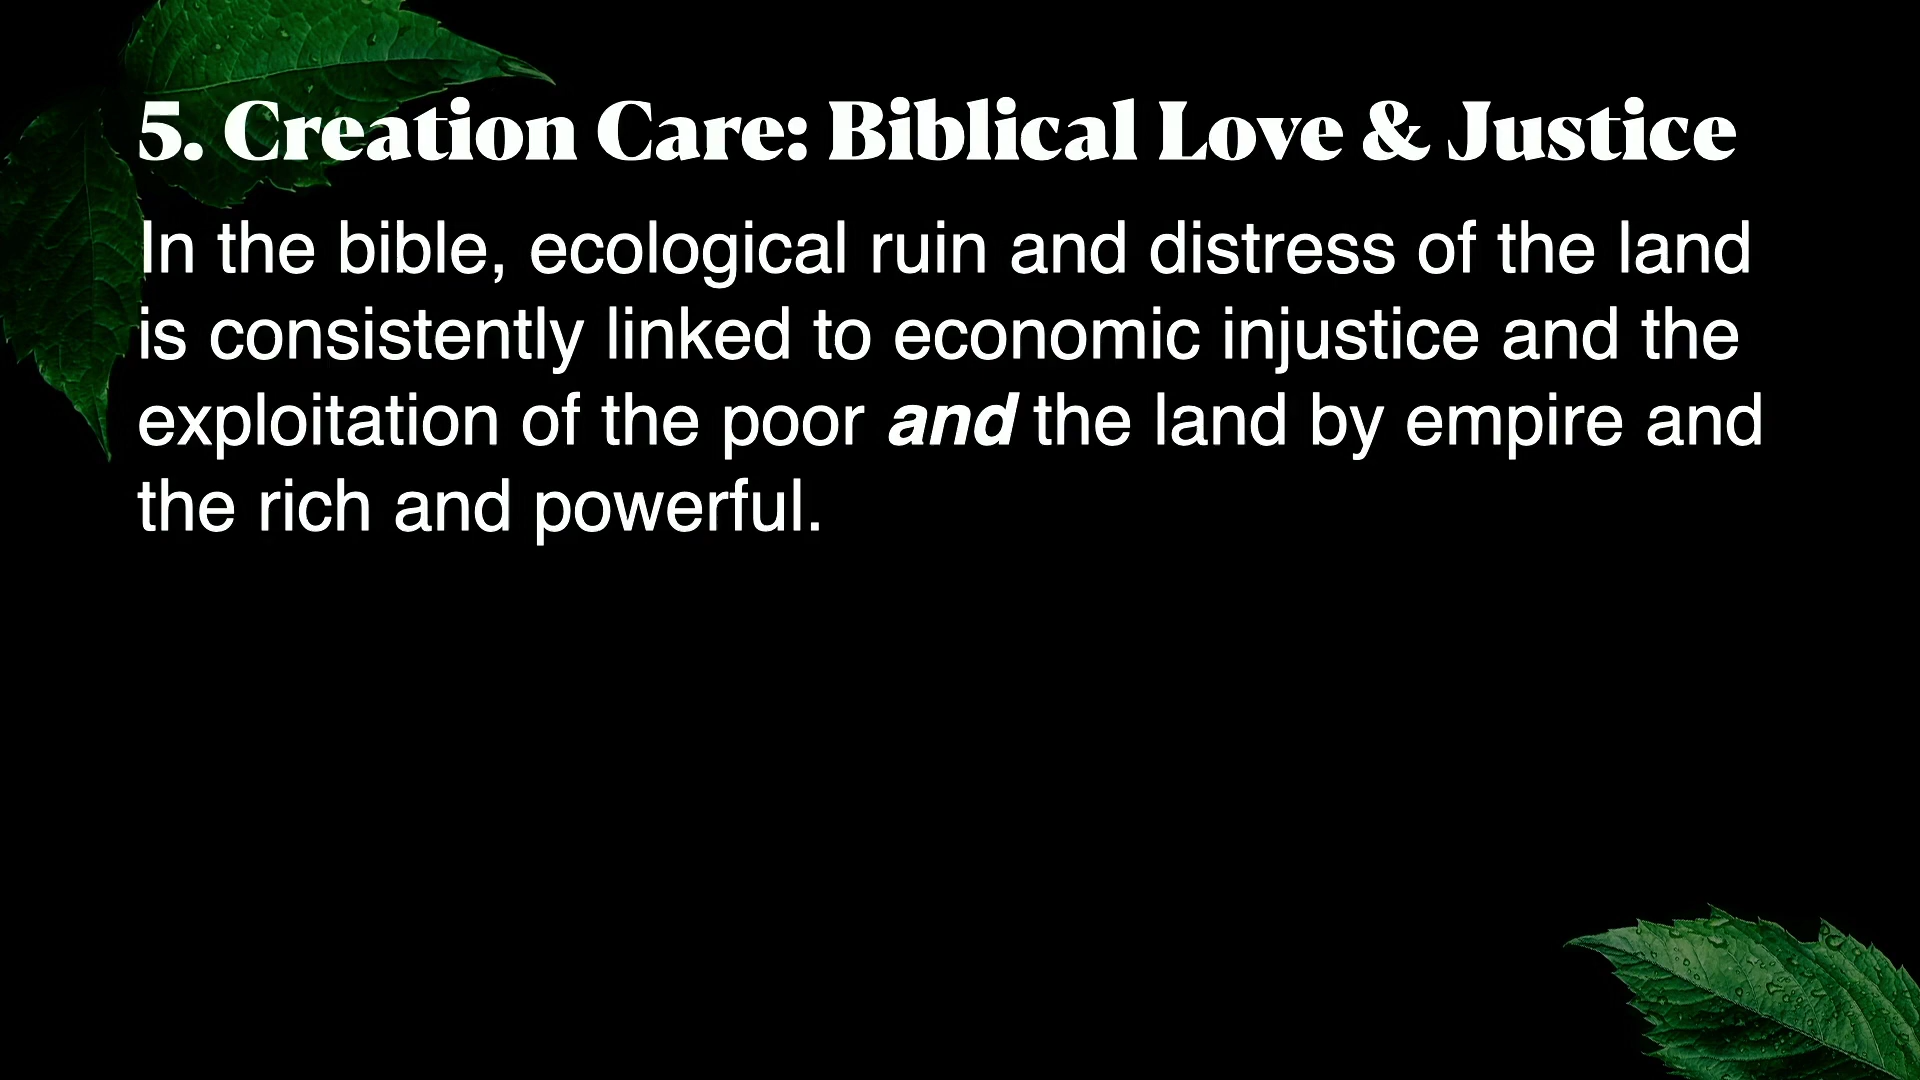 5. Creation Care: Biblical Love & Justice
In the bible, ecological ruin and distress of the land
is consistently linked to economic injustice and the
exploitation of the poor and the land by empire and
the rich and powerful.